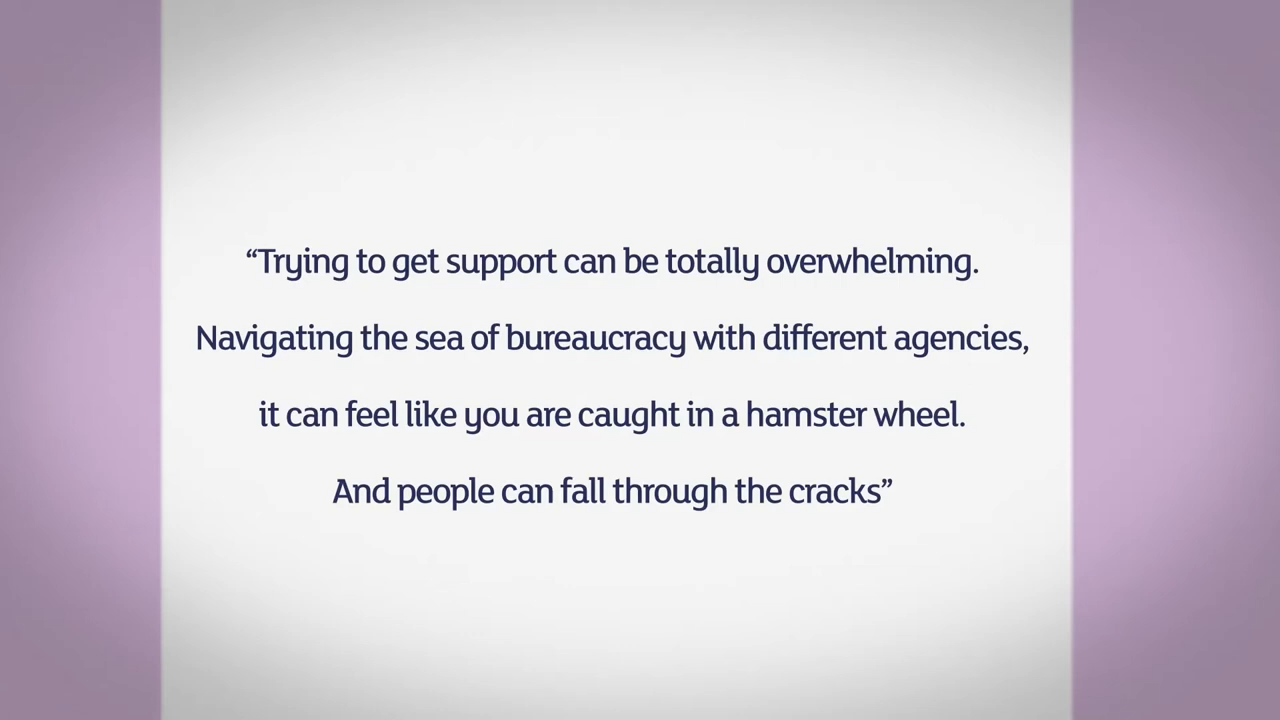 “Trying to get support can be totally overwhelming.
Navigating the sea of bureaucracy with different agencies,
it can feel like you are caught in a hamster wheel.
And people can fall through the cracks”